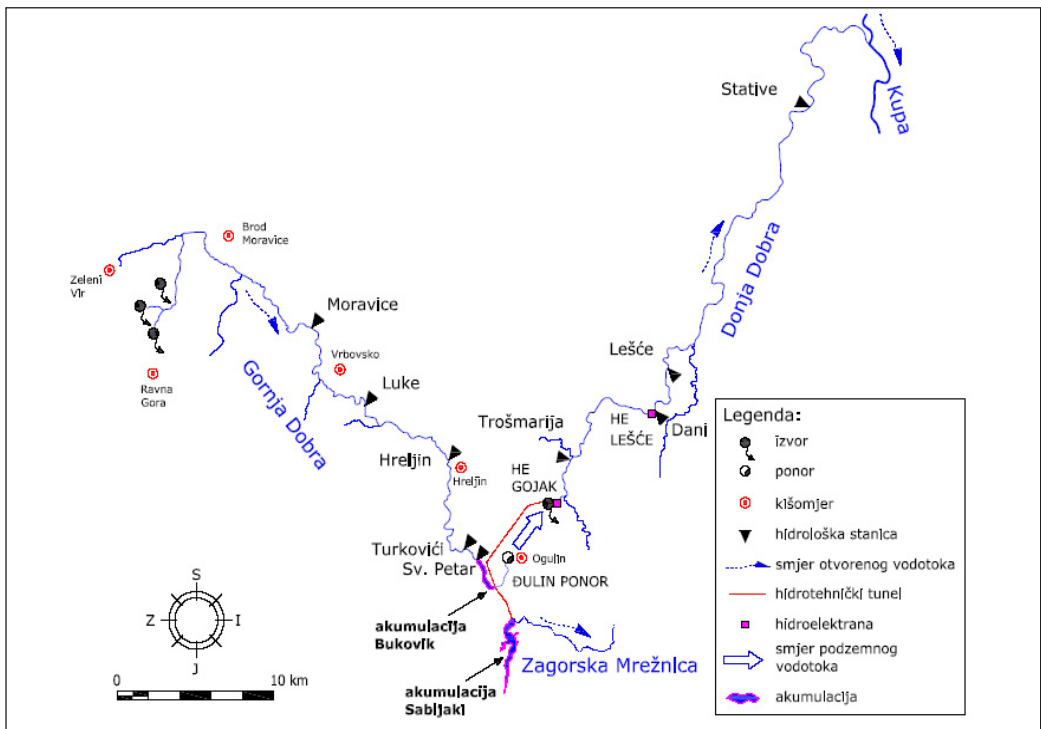 Kupa
Stative
Donja Dobra
Brod
Moravice
Zeleni
Vir
Moravice
Ravna
Gora
Vrbovsko
Luke
Gornja Dobra
Lešće
Trošmarija
HE
LEŠĆE
Dani
Hreljin
Hreljin
HE
GOJAK
Turkovići
Sv. Petar
Ogulin
ĐULIN PONOR
akumulacija
Bukovik
Zagorska Mrežnica
akumulacija
Sabljaki
S
Z
I
J
0
10 km
Legenda:
izvor
ponor
kišomjer
hidrološka stanica
smjer otvorenog vodotoka
hidrotehnički tunel
hidroelektrana
smjer podzemnog
vodotoka
akumulacija